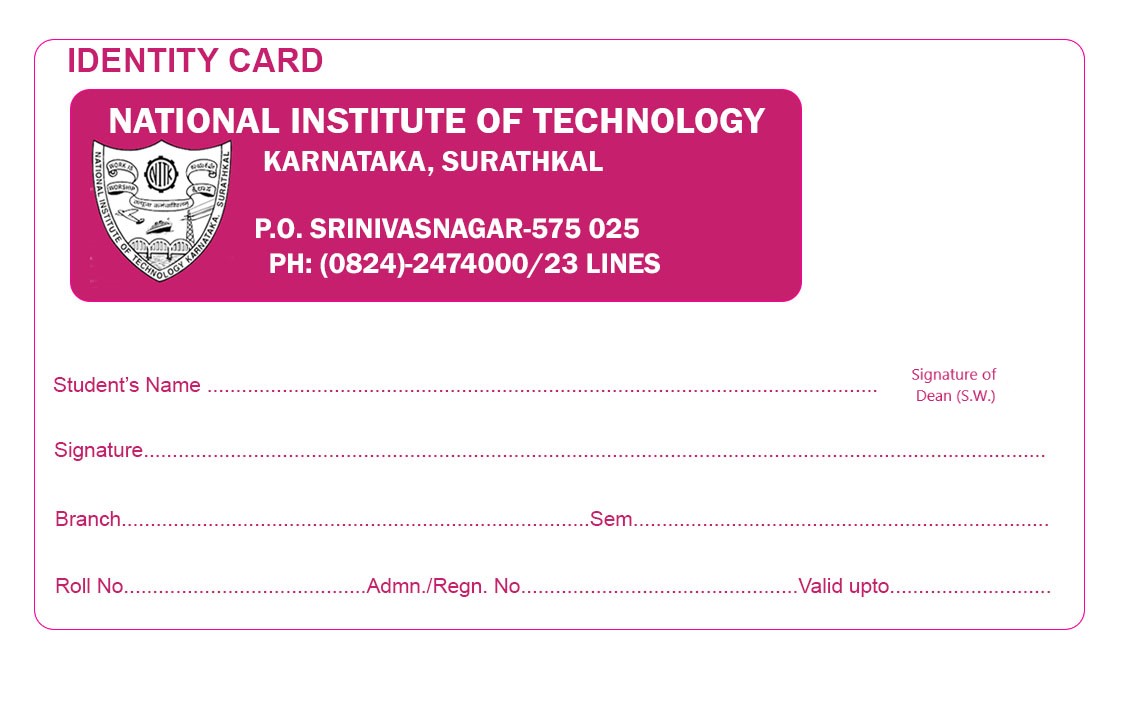 IDENTITY CARD
NATIONAL INSTITUTE OF TECHNOLOGY
KARNATAKA, SURATHKAL
NATIONAL INSTITUTE OF TECHNOLOGY KARNATAKA, SURATHKAL
WORK IS
WORSHIP
NITK
P.O. SRINIVASNAGAR-575 025
PH: (0824)-2474000/23 LINES
Student’s Name ....................................................................................................................
Signature of
Dean (S.W.)
Signature............................................................................................................................................................
Branch.................................................................................Sem........................................................................
Roll No..........................................Admn./Regn. No................................................Valid upto............................